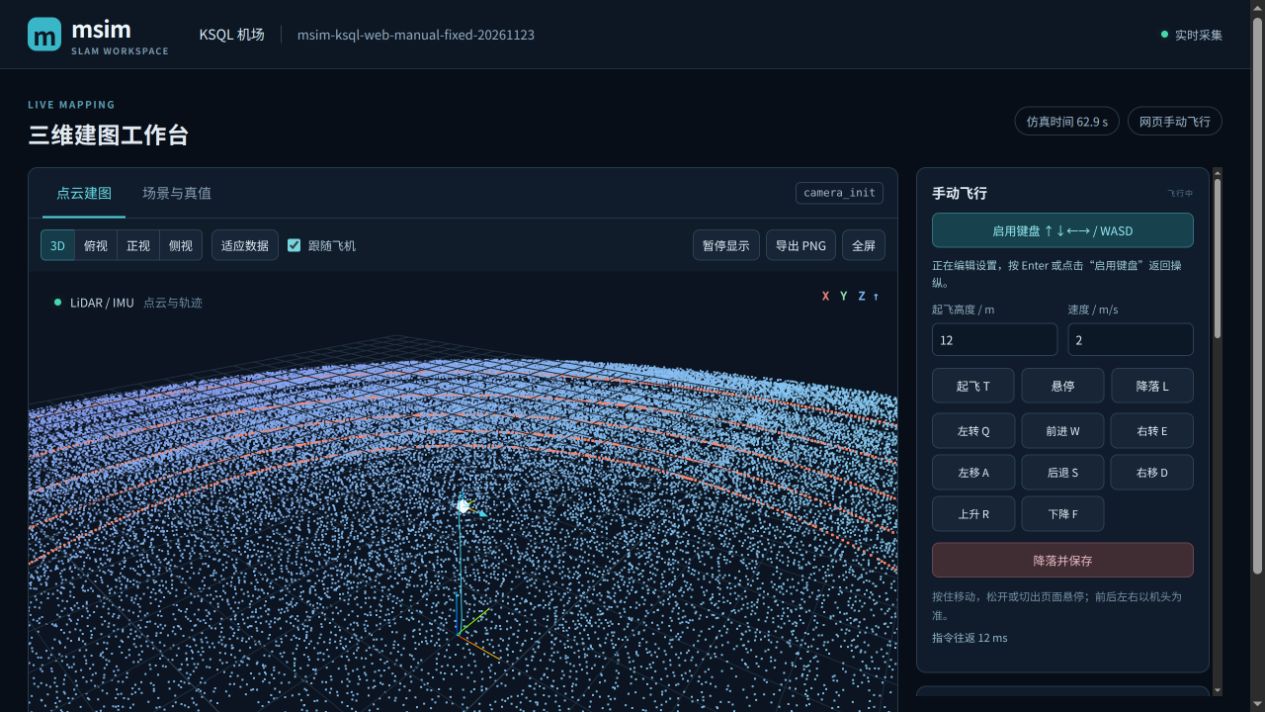 m msim
SLAM WORKSPACE
KSQL 机场
msim-ksql-web-manual-fixed-20261123
实时采集
LIVE MAPPING
三维建图工作台
仿真时间 62.9 s
网页手动飞行
点云建图
场景与真值
camera_init
3D
俯视
正视
侧视
适应数据
跟随飞机
暂停显示
导出 PNG
全屏
LiDAR / IMU 点云与轨迹
X Y Z ↑
手动飞行
飞行中
启用键盘 ↑↓←→ / WASD
正在编辑设置，按 Enter 或点击“启用键盘”返回操
纵。
起飞高度 / m
速度 / m/s
12
2
起飞 T
悬停
降落 L
左转 Q
前进 W
右转 E
左移 A
后退 S
右移 D
上升 R
下降 F
降落并保存
按住移动，松开或切出页面悬停；前后左右以机头为
准。
指令往返 12 ms